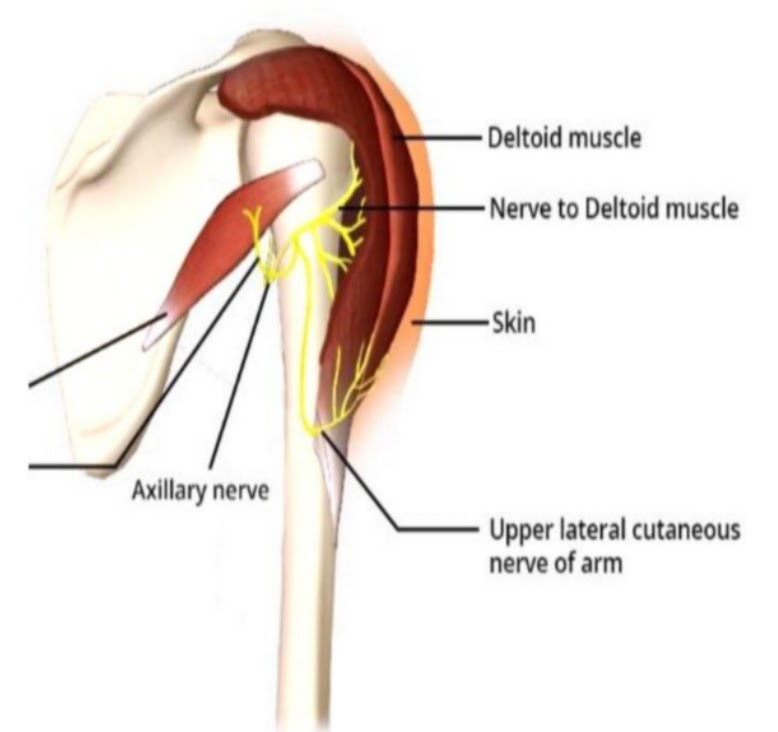 Deltoid muscle
Nerve to Deltoid muscle
Skin
Axillary nerve
Upper lateral cutaneous
nerve of arm